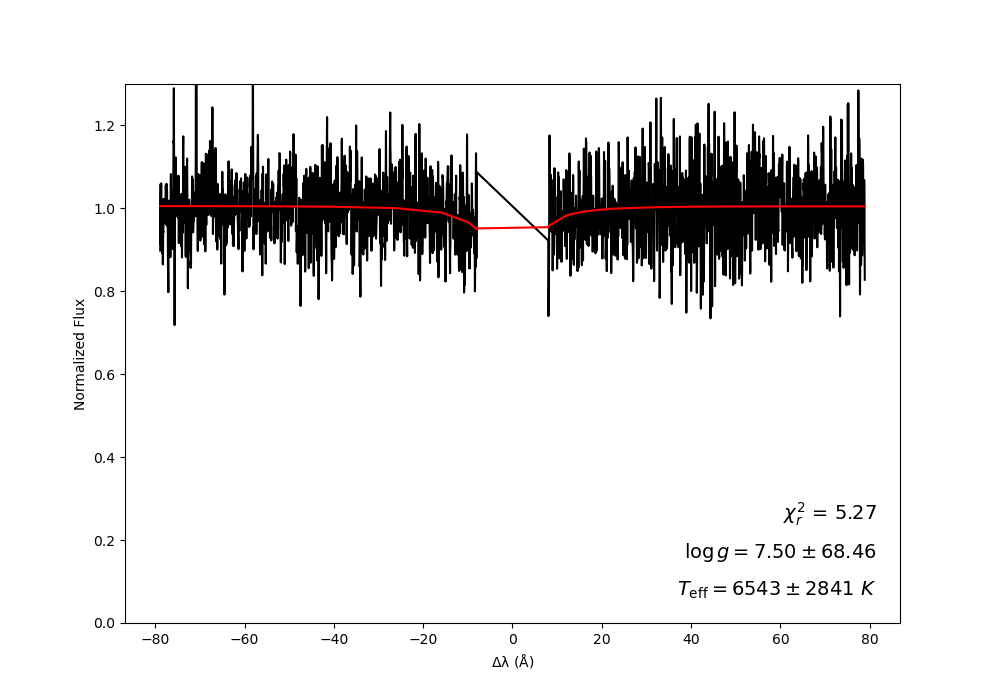 1.2
1.0
0.8
0.6
0.4
0.2
0.0
Normalized Flux
χ²ᵣ = 5.27
log g = 7.50 ± 68.46
T_eff = 6543 ± 2841 K
−80 −60 −40 −20 0 20 40 60 80
Δλ (Å)